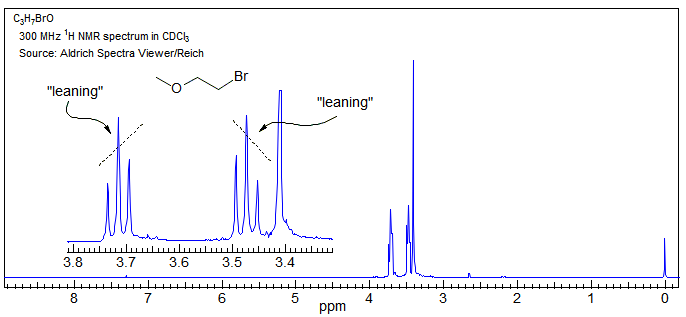 C₃H₇BrO
300 MHz ¹H NMR spectrum in CDCl₃
Source: Aldrich Spectra Viewer/Reich
"leaning"
O
Br
"leaning"
3.8 3.7 3.6 3.5 3.4
8 7 6 5 4 3 2 1 0
ppm